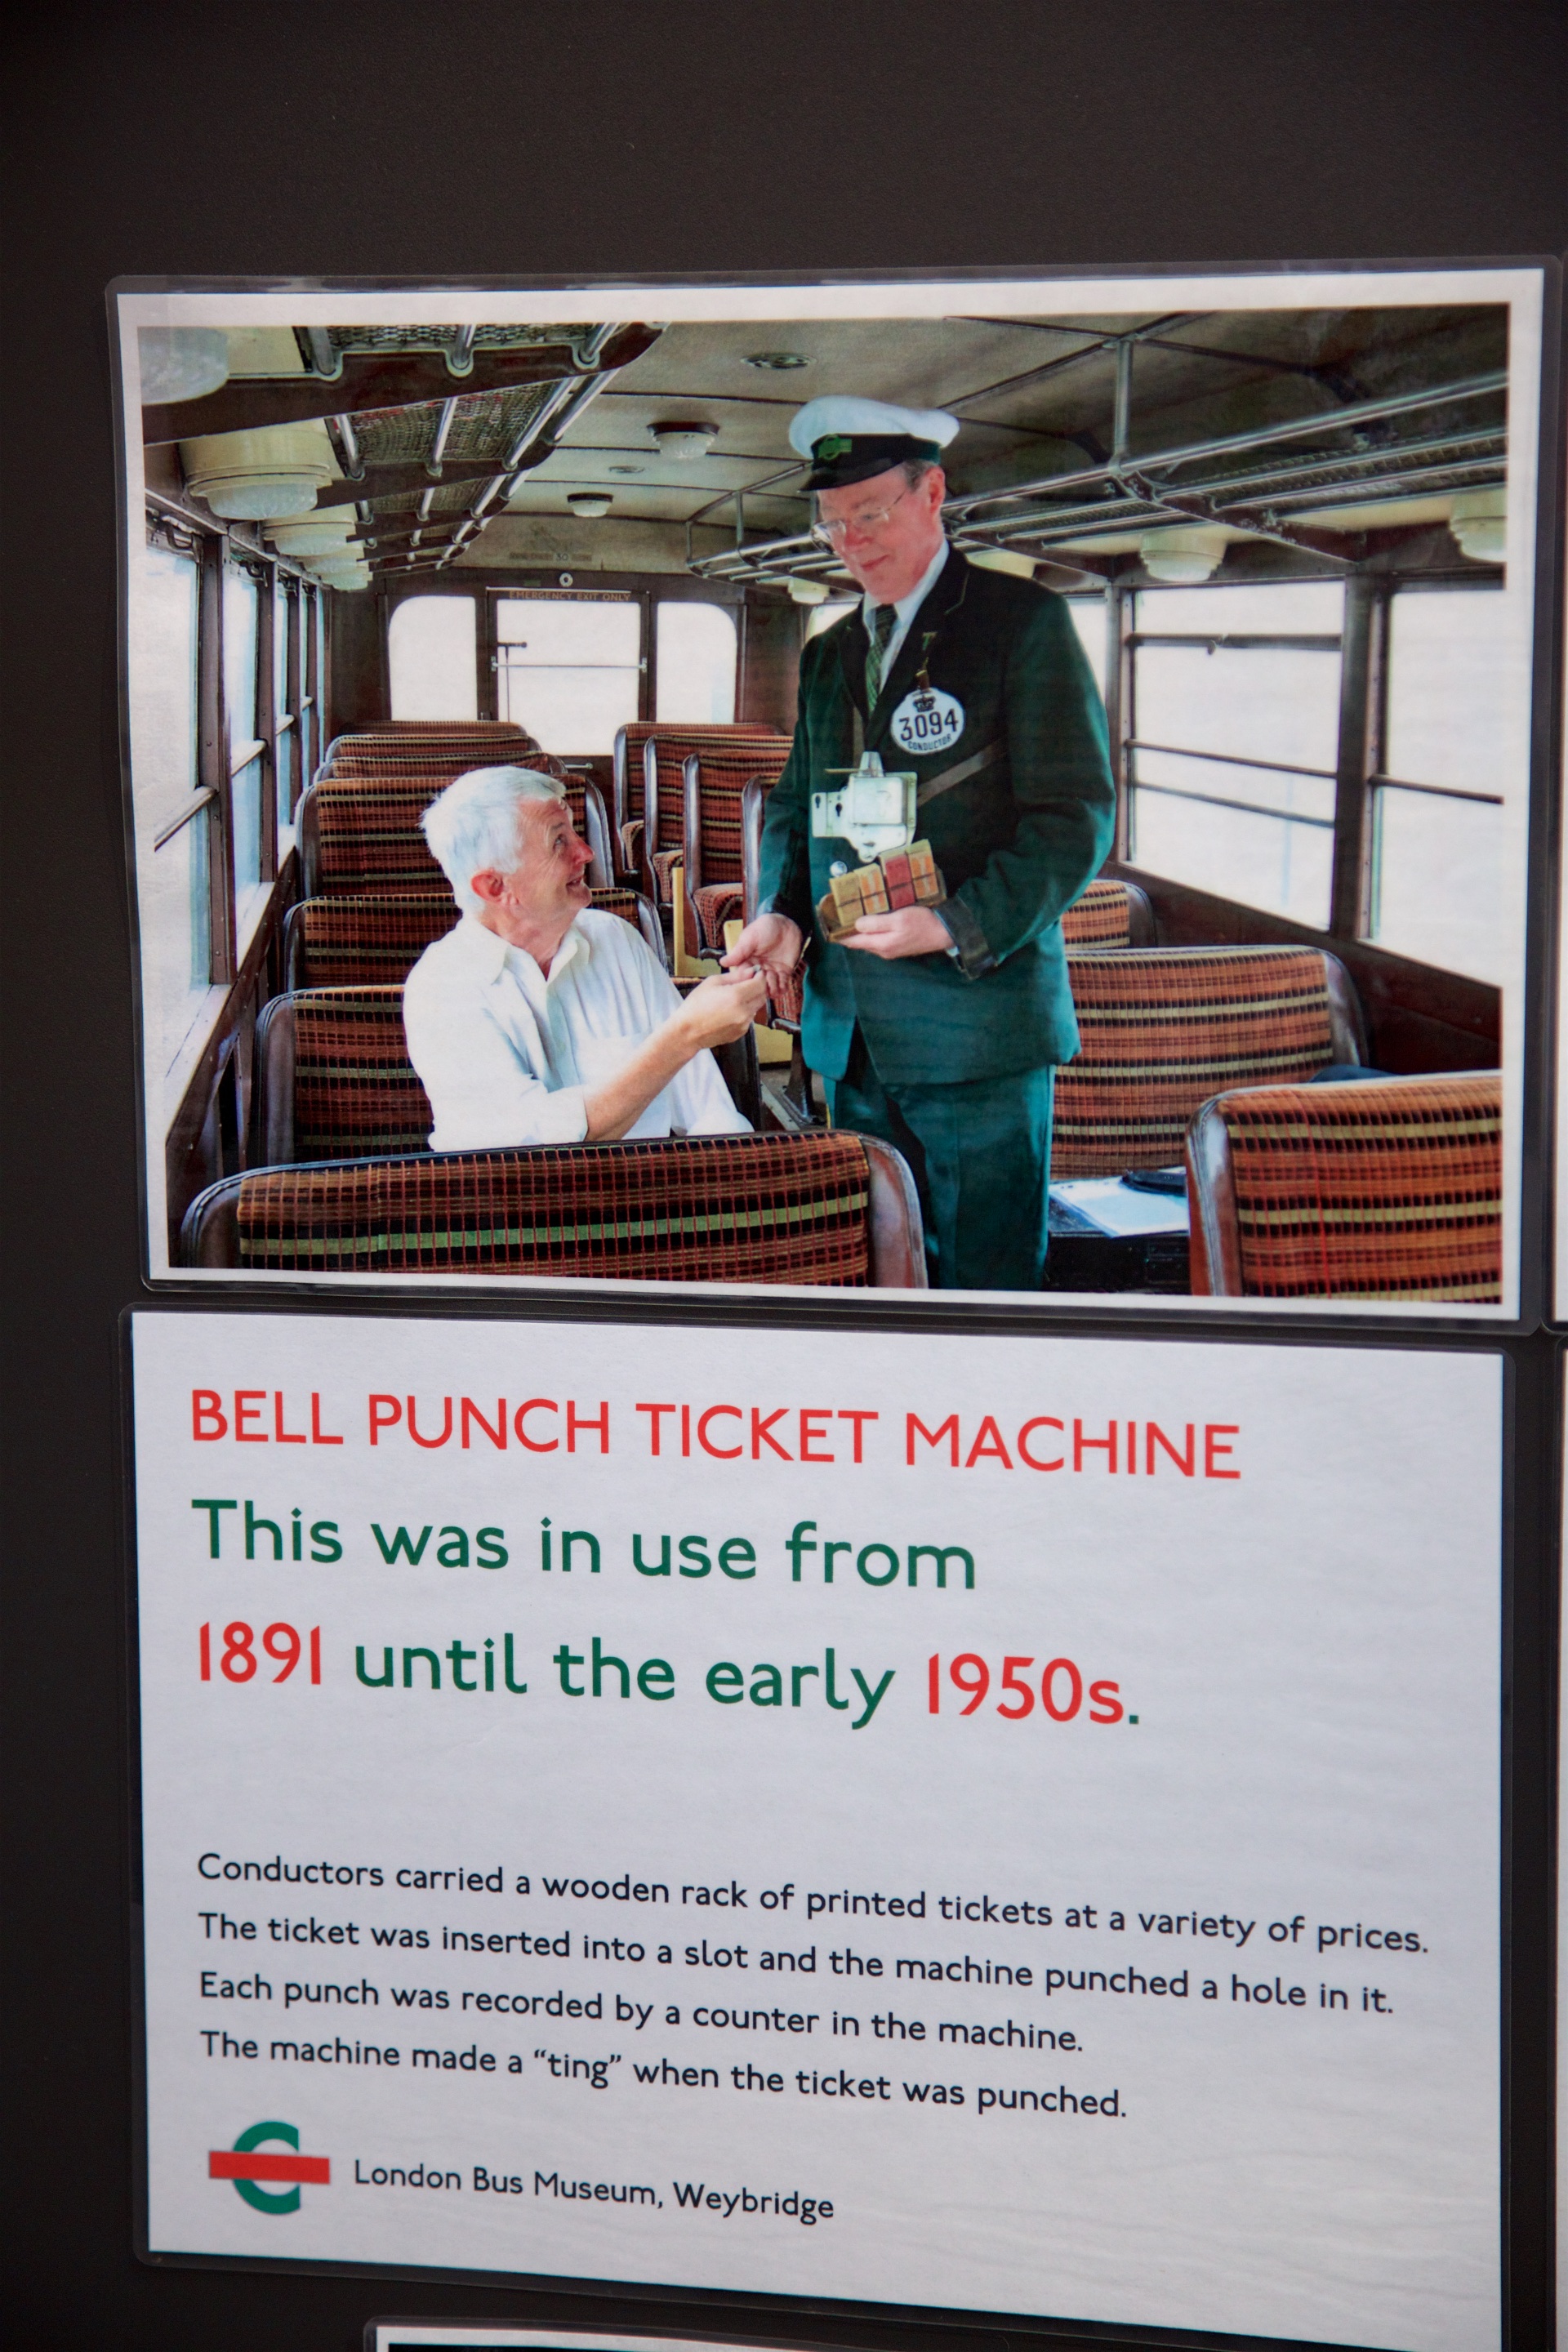 EMERGENCY EXIT ONLY
3094
CONDUCTOR
BELL PUNCH TICKET MACHINE
This was in use from
1891 until the early 1950s.
Conductors carried a wooden rack of printed tickets at a variety of prices.
The ticket was inserted into a slot and the machine punched a hole in it.
Each punch was recorded by a counter in the machine.
The machine made a “ting” when the ticket was punched.
London Bus Museum, Weybridge